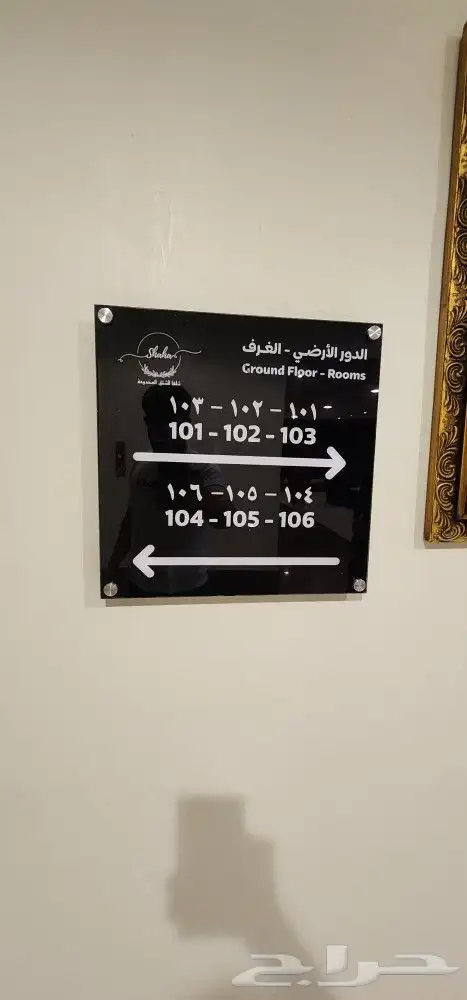 الدور الأرضي - الغرف
Ground Floor - Rooms
Shaha
١٠١ - ١٠٢ - ١٠٣
101 - 102 - 103
١٠٤ - ١٠٥ - ١٠٦
104 - 105 - 106
حراج